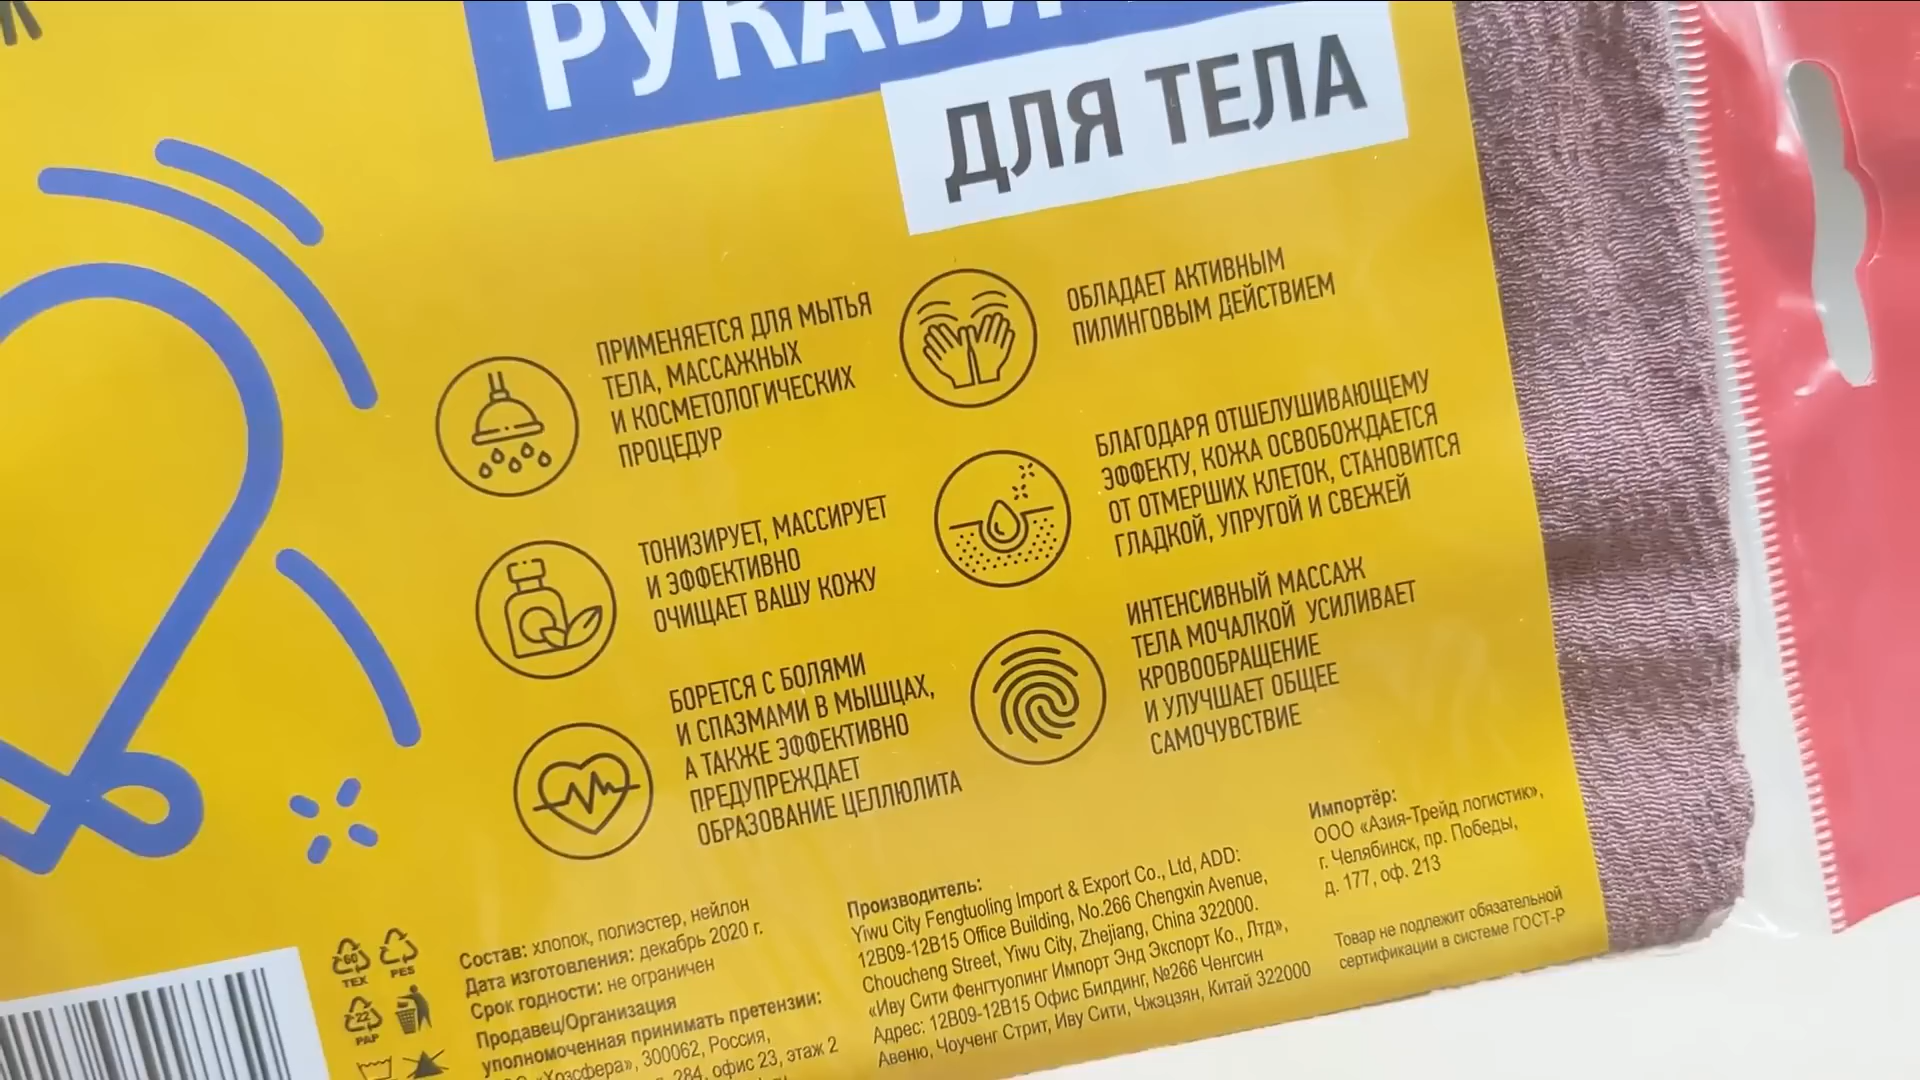 ДЛЯ ТЕЛА
ПРИМЕНЯЕТСЯ ДЛЯ МЫТЬЯ
ТЕЛА, МАССАЖНЫХ
И КОСМЕТОЛОГИЧЕСКИХ
ПРОЦЕДУР
ТОНИЗИРУЕТ, МАССИРУЕТ
И ЭФФЕКТИВНО
ОЧИЩАЕТ ВАШУ КОЖУ
БОРЕТСЯ С БОЛЯМИ
И СПАЗМАМИ В МЫШЦАХ,
А ТАКЖЕ ЭФФЕКТИВНО
ПРЕДУПРЕЖДАЕТ
ОБРАЗОВАНИЕ ЦЕЛЛЮЛИТА
ОБЛАДАЕТ АКТИВНЫМ
ПИЛИНГОВЫМ ДЕЙСТВИЕМ
БЛАГОДАРЯ ОТШЕЛУШИВАЮЩЕМУ
ЭФФЕКТУ, КОЖА ОСВОБОЖДАЕТСЯ
ОТ ОТМЕРШИХ КЛЕТОК, СТАНОВИТСЯ
ГЛАДКОЙ, УПРУГОЙ И СВЕЖЕЙ
ИНТЕНСИВНЫЙ МАССАЖ
ТЕЛА МОЧАЛКОЙ УСИЛИВАЕТ
КРОВООБРАЩЕНИЕ
И УЛУЧШАЕТ ОБЩЕЕ
САМОЧУВСТВИЕ
60
TEX
PES
22
PAP
Состав: хлопок, полиэстер, нейлон
Дата изготовления: декабрь 2020 г.
Срок годности: не ограничен
Продавец/Организация
уполномоченная принимать претензии:
«Хозсфера», 300062, Россия,
284, офис 23, этаж 2
Производитель:
Yiwu City Fengtuoling Import & Export Co., Ltd, ADD:
12B09-12B15 Office Building, No.266 Chengxin Avenue,
Choucheng Street, Yiwu City, Zhejiang, China 322000.
«Иву Сити Фенгтуолинг Импорт Энд Экспорт Ко., Лтд»,
Адрес: 12B09-12B15 Офис Билдинг, №266 Ченгсин
Авеню, Чоученг Стрит, Иву Сити, Чжэцзян, Китай 322000
Импортёр:
ООО «Азия-Трейд логистик»,
г. Челябинск, пр. Победы,
д. 177, оф. 213
Товар не подлежит обязательной
сертификации в системе ГОСТ-Р